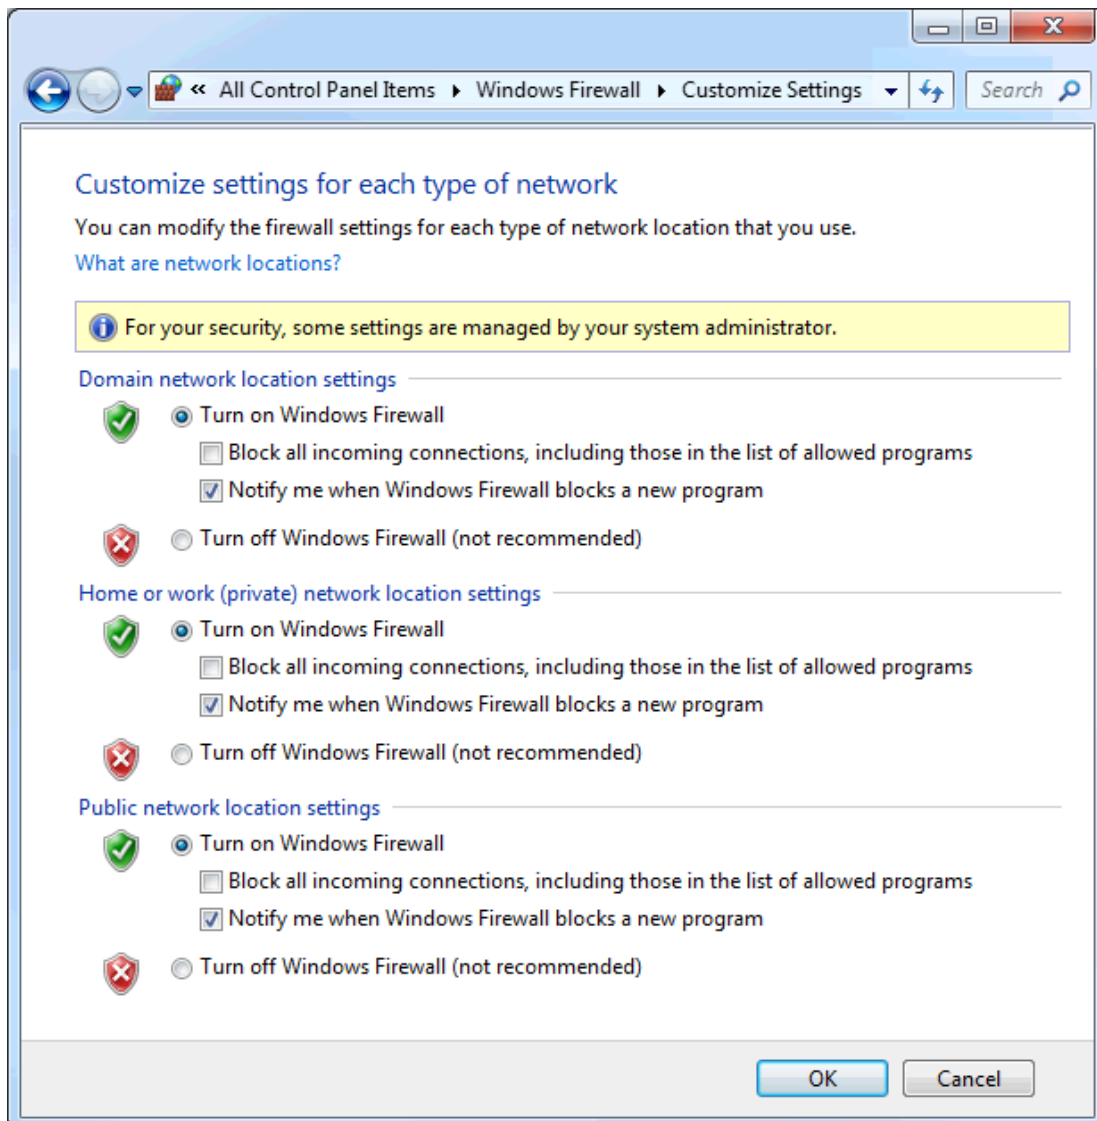 « All Control Panel Items ▸ Windows Firewall ▸ Customize Settings Search
Customize settings for each type of network
You can modify the firewall settings for each type of network location that you use.
What are network locations?
For your security, some settings are managed by your system administrator.
Domain network location settings
Turn on Windows Firewall
Block all incoming connections, including those in the list of allowed programs
Notify me when Windows Firewall blocks a new program
Turn off Windows Firewall (not recommended)
Home or work (private) network location settings
Turn on Windows Firewall
Block all incoming connections, including those in the list of allowed programs
Notify me when Windows Firewall blocks a new program
Turn off Windows Firewall (not recommended)
Public network location settings
Turn on Windows Firewall
Block all incoming connections, including those in the list of allowed programs
Notify me when Windows Firewall blocks a new program
Turn off Windows Firewall (not recommended)
OK Cancel